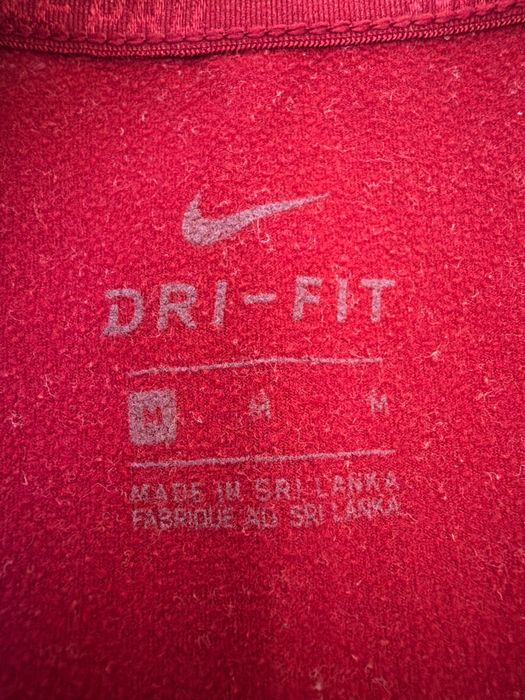 DRI-FIT
M M M
MADE IN SRI LANKA
FABRIQUE AU SRI LANKA